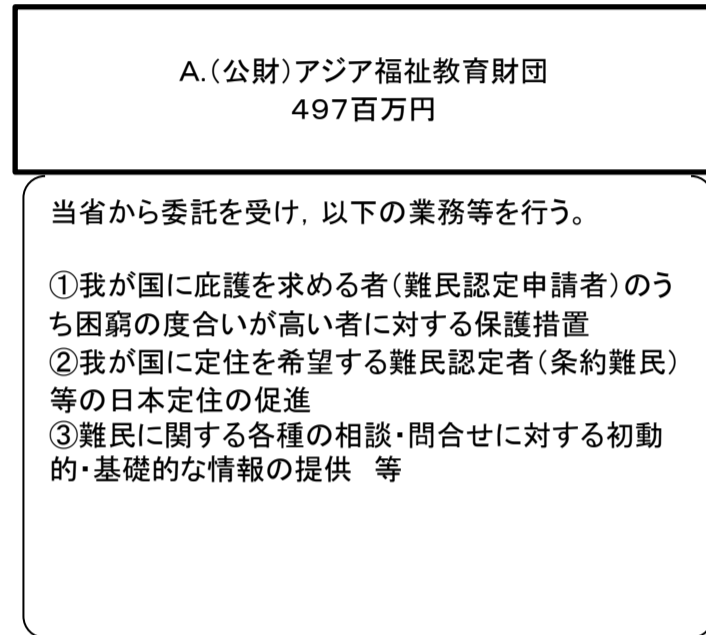 A.(公財)アジア福祉教育財団
497百万円
当省から委託を受け，以下の業務等を行う。
①我が国に庇護を求める者(難民認定申請者)のう
ち困窮の度合いが高い者に対する保護措置
②我が国に定住を希望する難民認定者(条約難民)
等の日本定住の促進
③難民に関する各種の相談・問合せに対する初動
的・基礎的な情報の提供　等